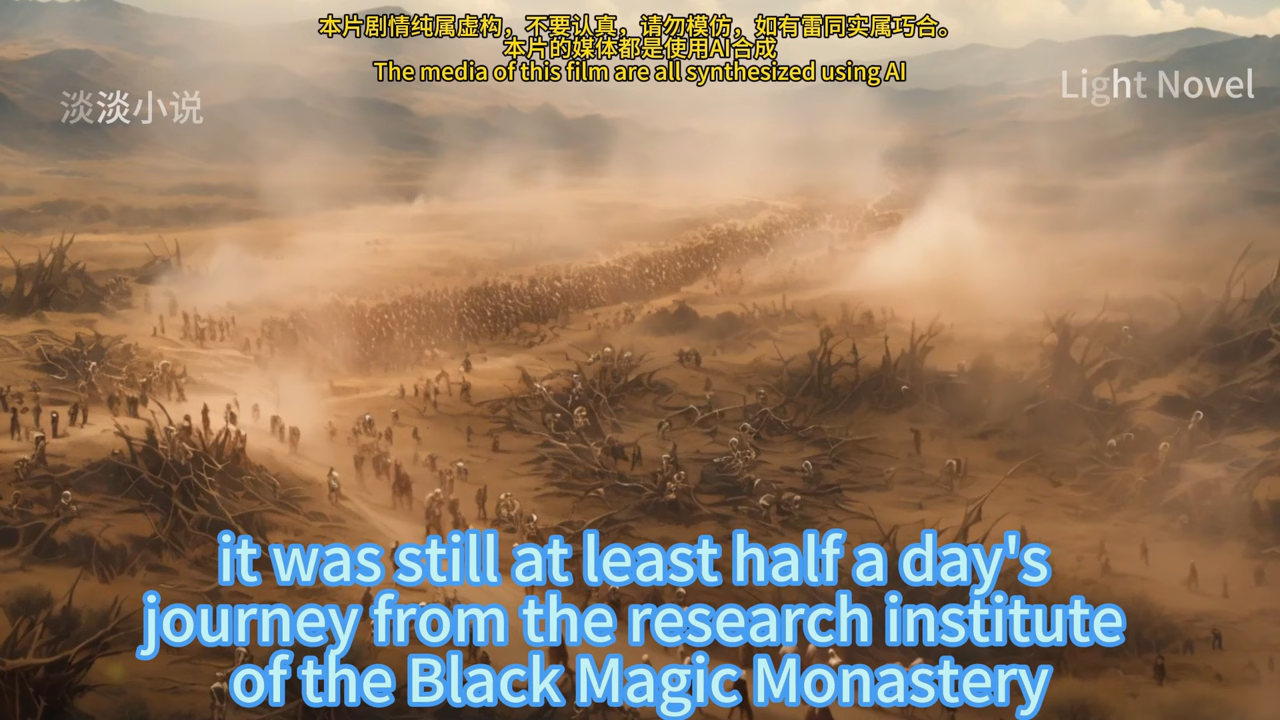 本片剧情纯属虚构，不要认真，请勿模仿，如有雷同实属巧合。
本片的媒体都是使用AI合成
The media of this film are all synthesized using AI
淡淡小说
Light Novel
it was still at least half a day's
journey from the research institute
of the Black Magic Monastery